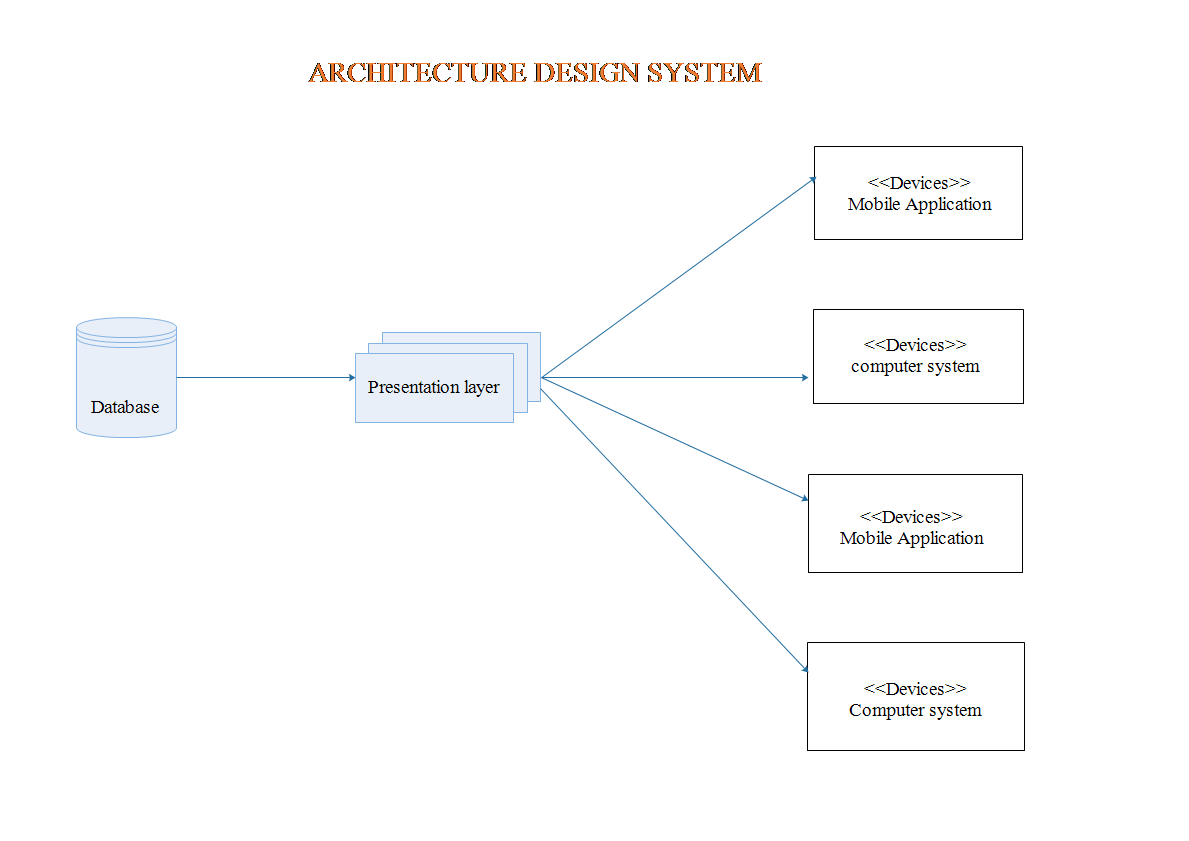 ARCHITECTURE DESIGN SYSTEM
<<Devices>>
Mobile Application
<<Devices>>
computer system
Presentation layer
Database
<<Devices>>
Mobile Application
<<Devices>>
Computer system